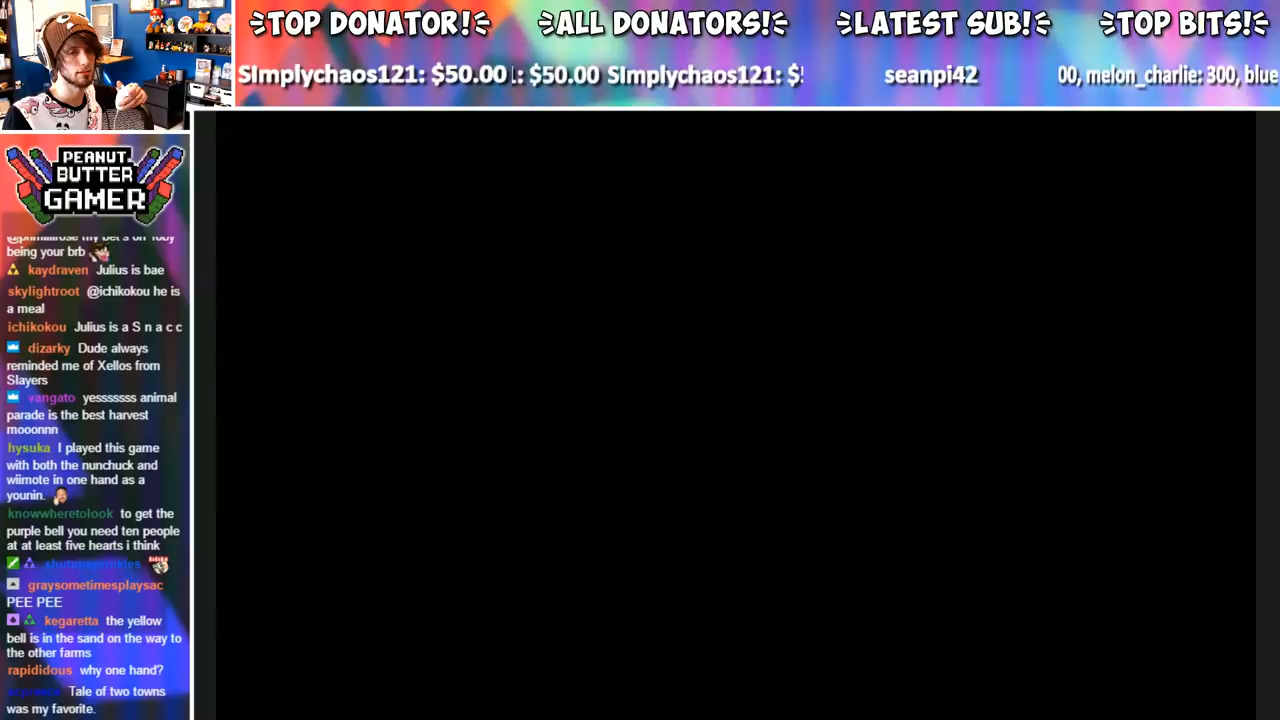 TOP DONATOR!
ALL DONATORS!
LATEST SUB!
TOP BITS!
SImplychaos121: $50.00
: $50.00 SImplychaos121: $
seanpi42
00, melon_charlie: 300, blue
PEANUT
BUTTER
GAMER
my bet's on Toby
being your brb
kaydraven Julius is bae
skylightroot @ichikokou he is
a meal
ichikokou Julius is a S n a c c
dizarky Dude always
reminded me of Xellos from
Slayers
vangato yesssssss animal
parade is the best harvest
mooonnn
hysuka I played this game
with both the nunchuck and
wiimote in one hand as a
younin.
knowwheretolook to get the
purple bell you need ten people
at at least five hearts i think
graysometimesplaysac
PEE PEE
kegaretta the yellow
bell is in the sand on the way to
the other farms
rapididous why one hand?
Tale of two towns
was my favorite.